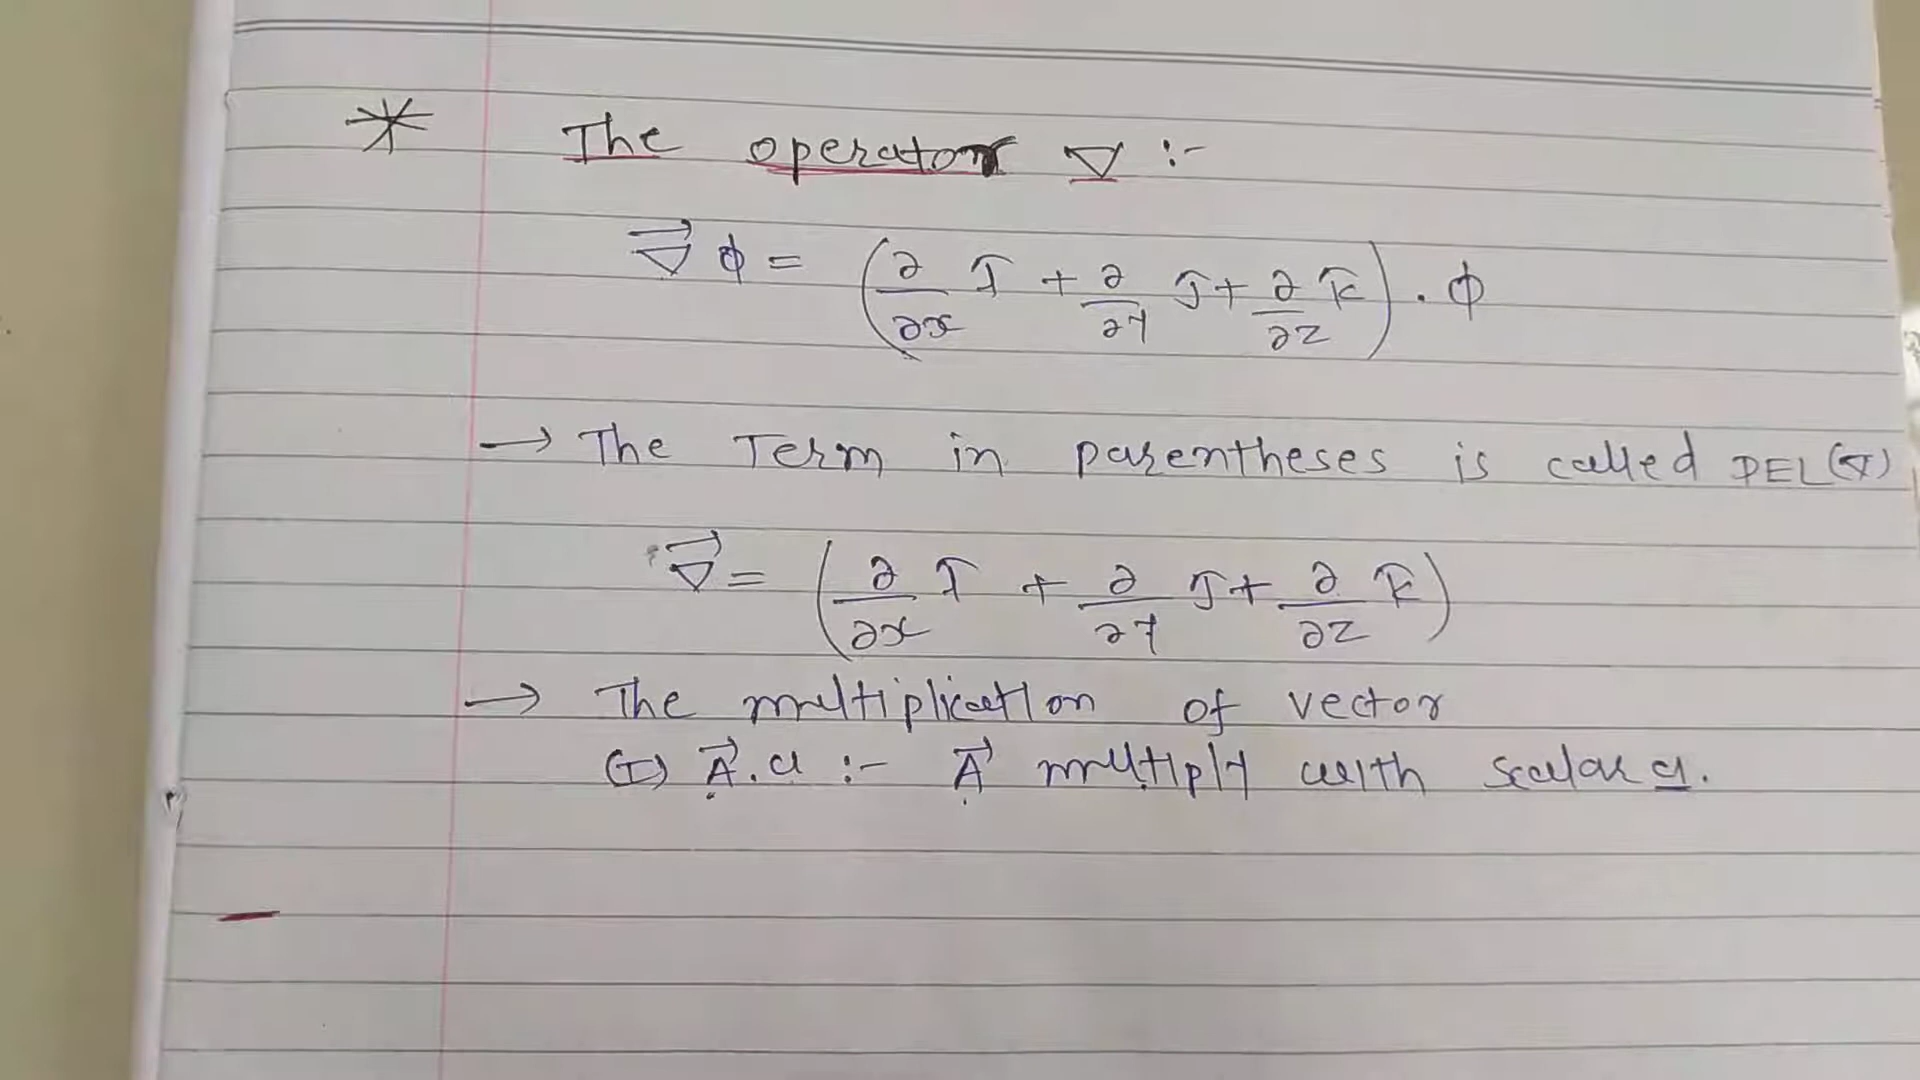 * The operator ∇ :-
∇⃗ ϕ = (∂/∂x i̅ + ∂/∂y j̅ + ∂/∂z k̅) . ϕ
→ The Term in parentheses is called DEL(∇)
∇⃗ = (∂/∂x i̅ + ∂/∂y j̅ + ∂/∂z k̅)
→ The multiplication of vector
(I) A⃗ . a :- A⃗ multiply with scalar a.